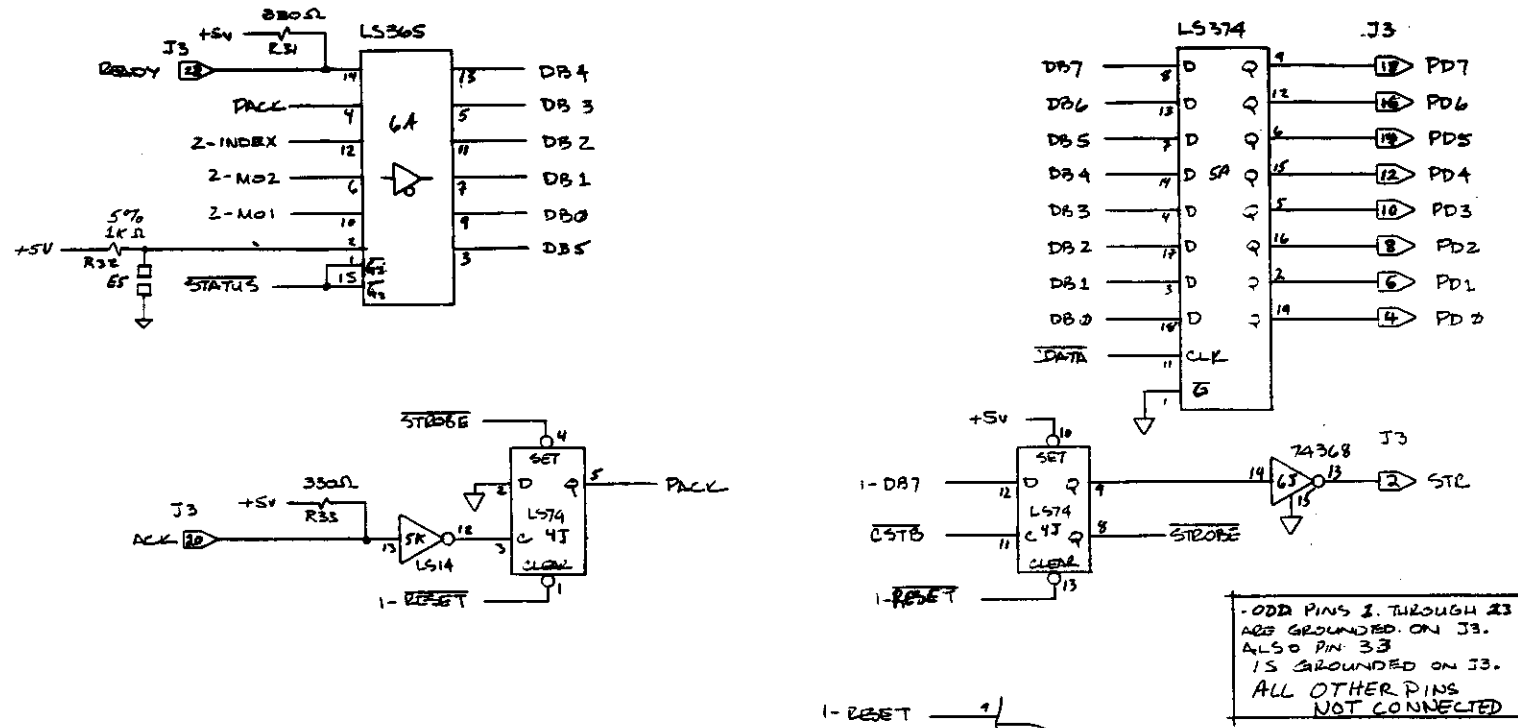 330Ω
+5V
R31
LS365
J3
READY 22
14
13 DB4
PACK 4
5 DB3
6A
2-INDEX 12
11 DB2
2-MO2 6
7 DB1
2-MO1 10
9 DB0
5%
1KΩ
+5V
R32
2
3 DB5
E5
1
STATUS 15
LS374
J3
DB7 8 D Q 9 18 PD7
DB6 13 D Q 12 16 PD6
DB5 7 D Q 6 14 PD5
DB4 14 D 5A Q 15 12 PD4
DB3 4 D Q 5 10 PD3
DB2 17 D Q 16 8 PD2
DB1 3 D Q 2 6 PD1
DB0 18 D Q 19 4 PD0
DATA 11 CLK
1 G
STROBE 4
SET
2 D Q 5 PACK
330Ω
+5V
R33
J3
ACK 20
13 5K 12
LS14
LS74
3 C 4J
CLEAR
1
1-RESET
+5V 10
SET
1-DB7 12 D Q 9
LS74
CSTB 11 C 4J Q 8 STROBE
CLEAR
13
1-RESET
74368
J3
14 6J 13 2 STR
15
-ODD PINS 1 THROUGH 23
ARE GROUNDED ON J3.
ALSO PIN 33
IS GROUNDED ON J3.
ALL OTHER PINS
NOT CONNECTED
1-RESET 9